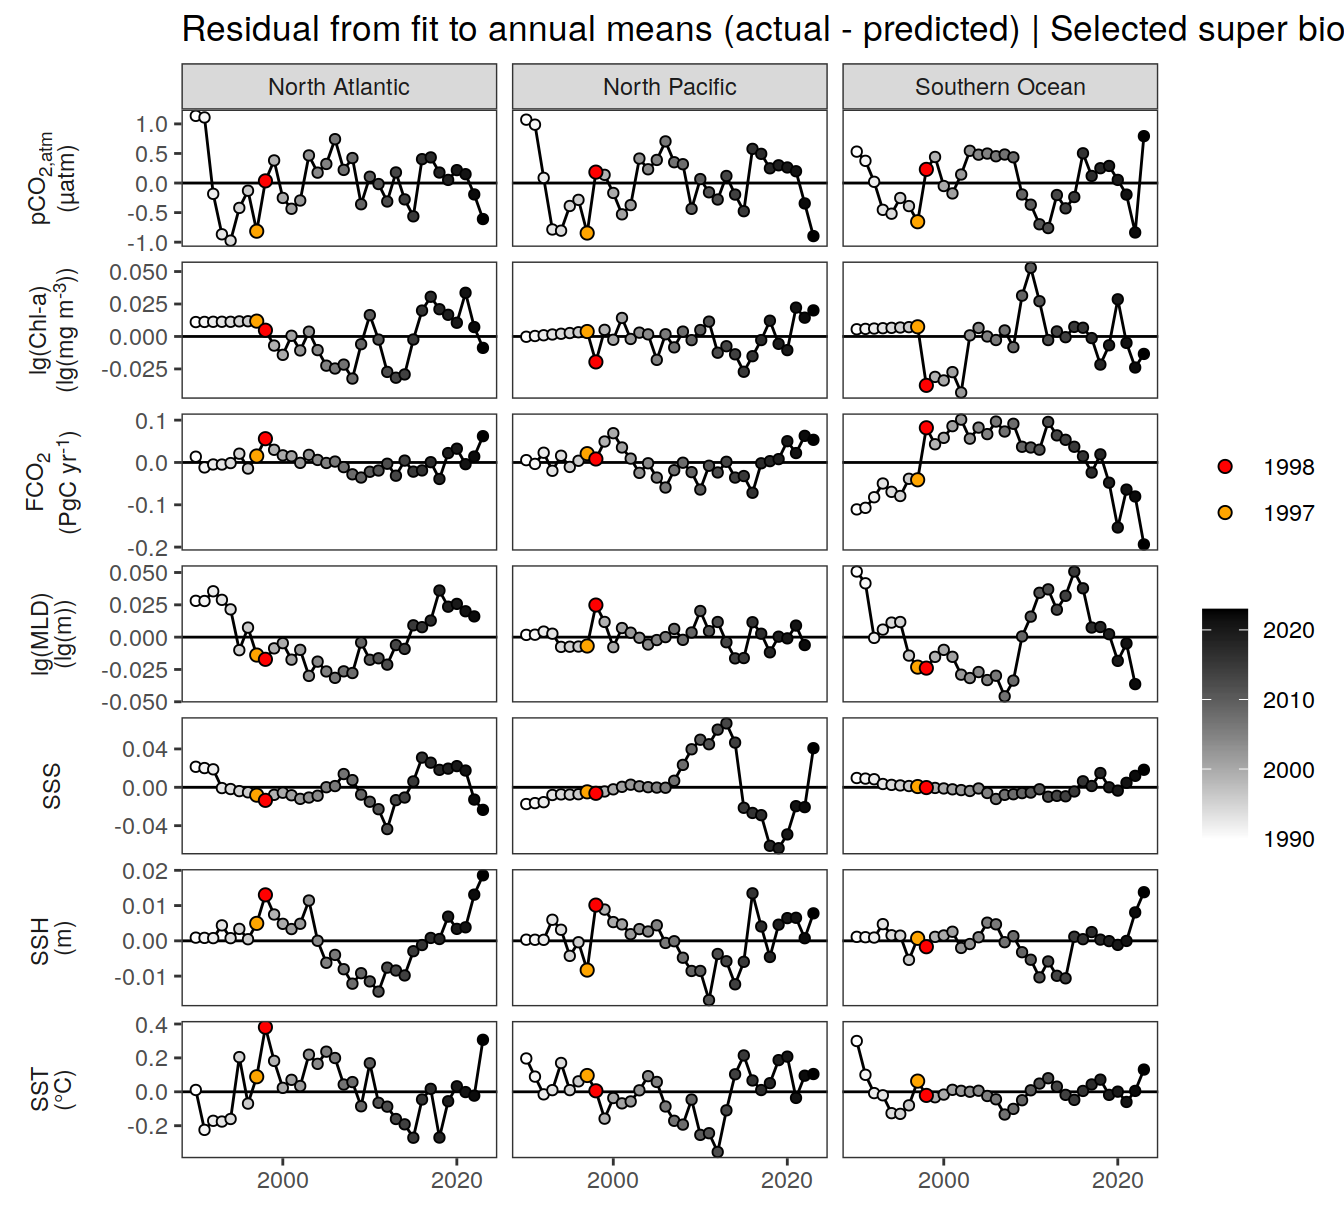 Residual from fit to annual means (actual - predicted) | Selected super bio
North Atlantic
North Pacific
Southern Ocean
pCO2,atm
(µatm)
1.0
0.5
0.0
-0.5
-1.0
lg(Chl-a)
(lg(mg m⁻³))
0.050
0.025
0.000
-0.025
FCO2
(PgC yr⁻¹)
0.1
0.0
-0.1
-0.2
lg(MLD)
(lg(m))
0.050
0.025
0.000
-0.025
-0.050
SSS
0.04
0.00
-0.04
SSH
(m)
0.02
0.01
0.00
-0.01
SST
(°C)
0.4
0.2
0.0
-0.2
2000
2020
2000
2020
2000
2020
1998
1997
2020
2010
2000
1990